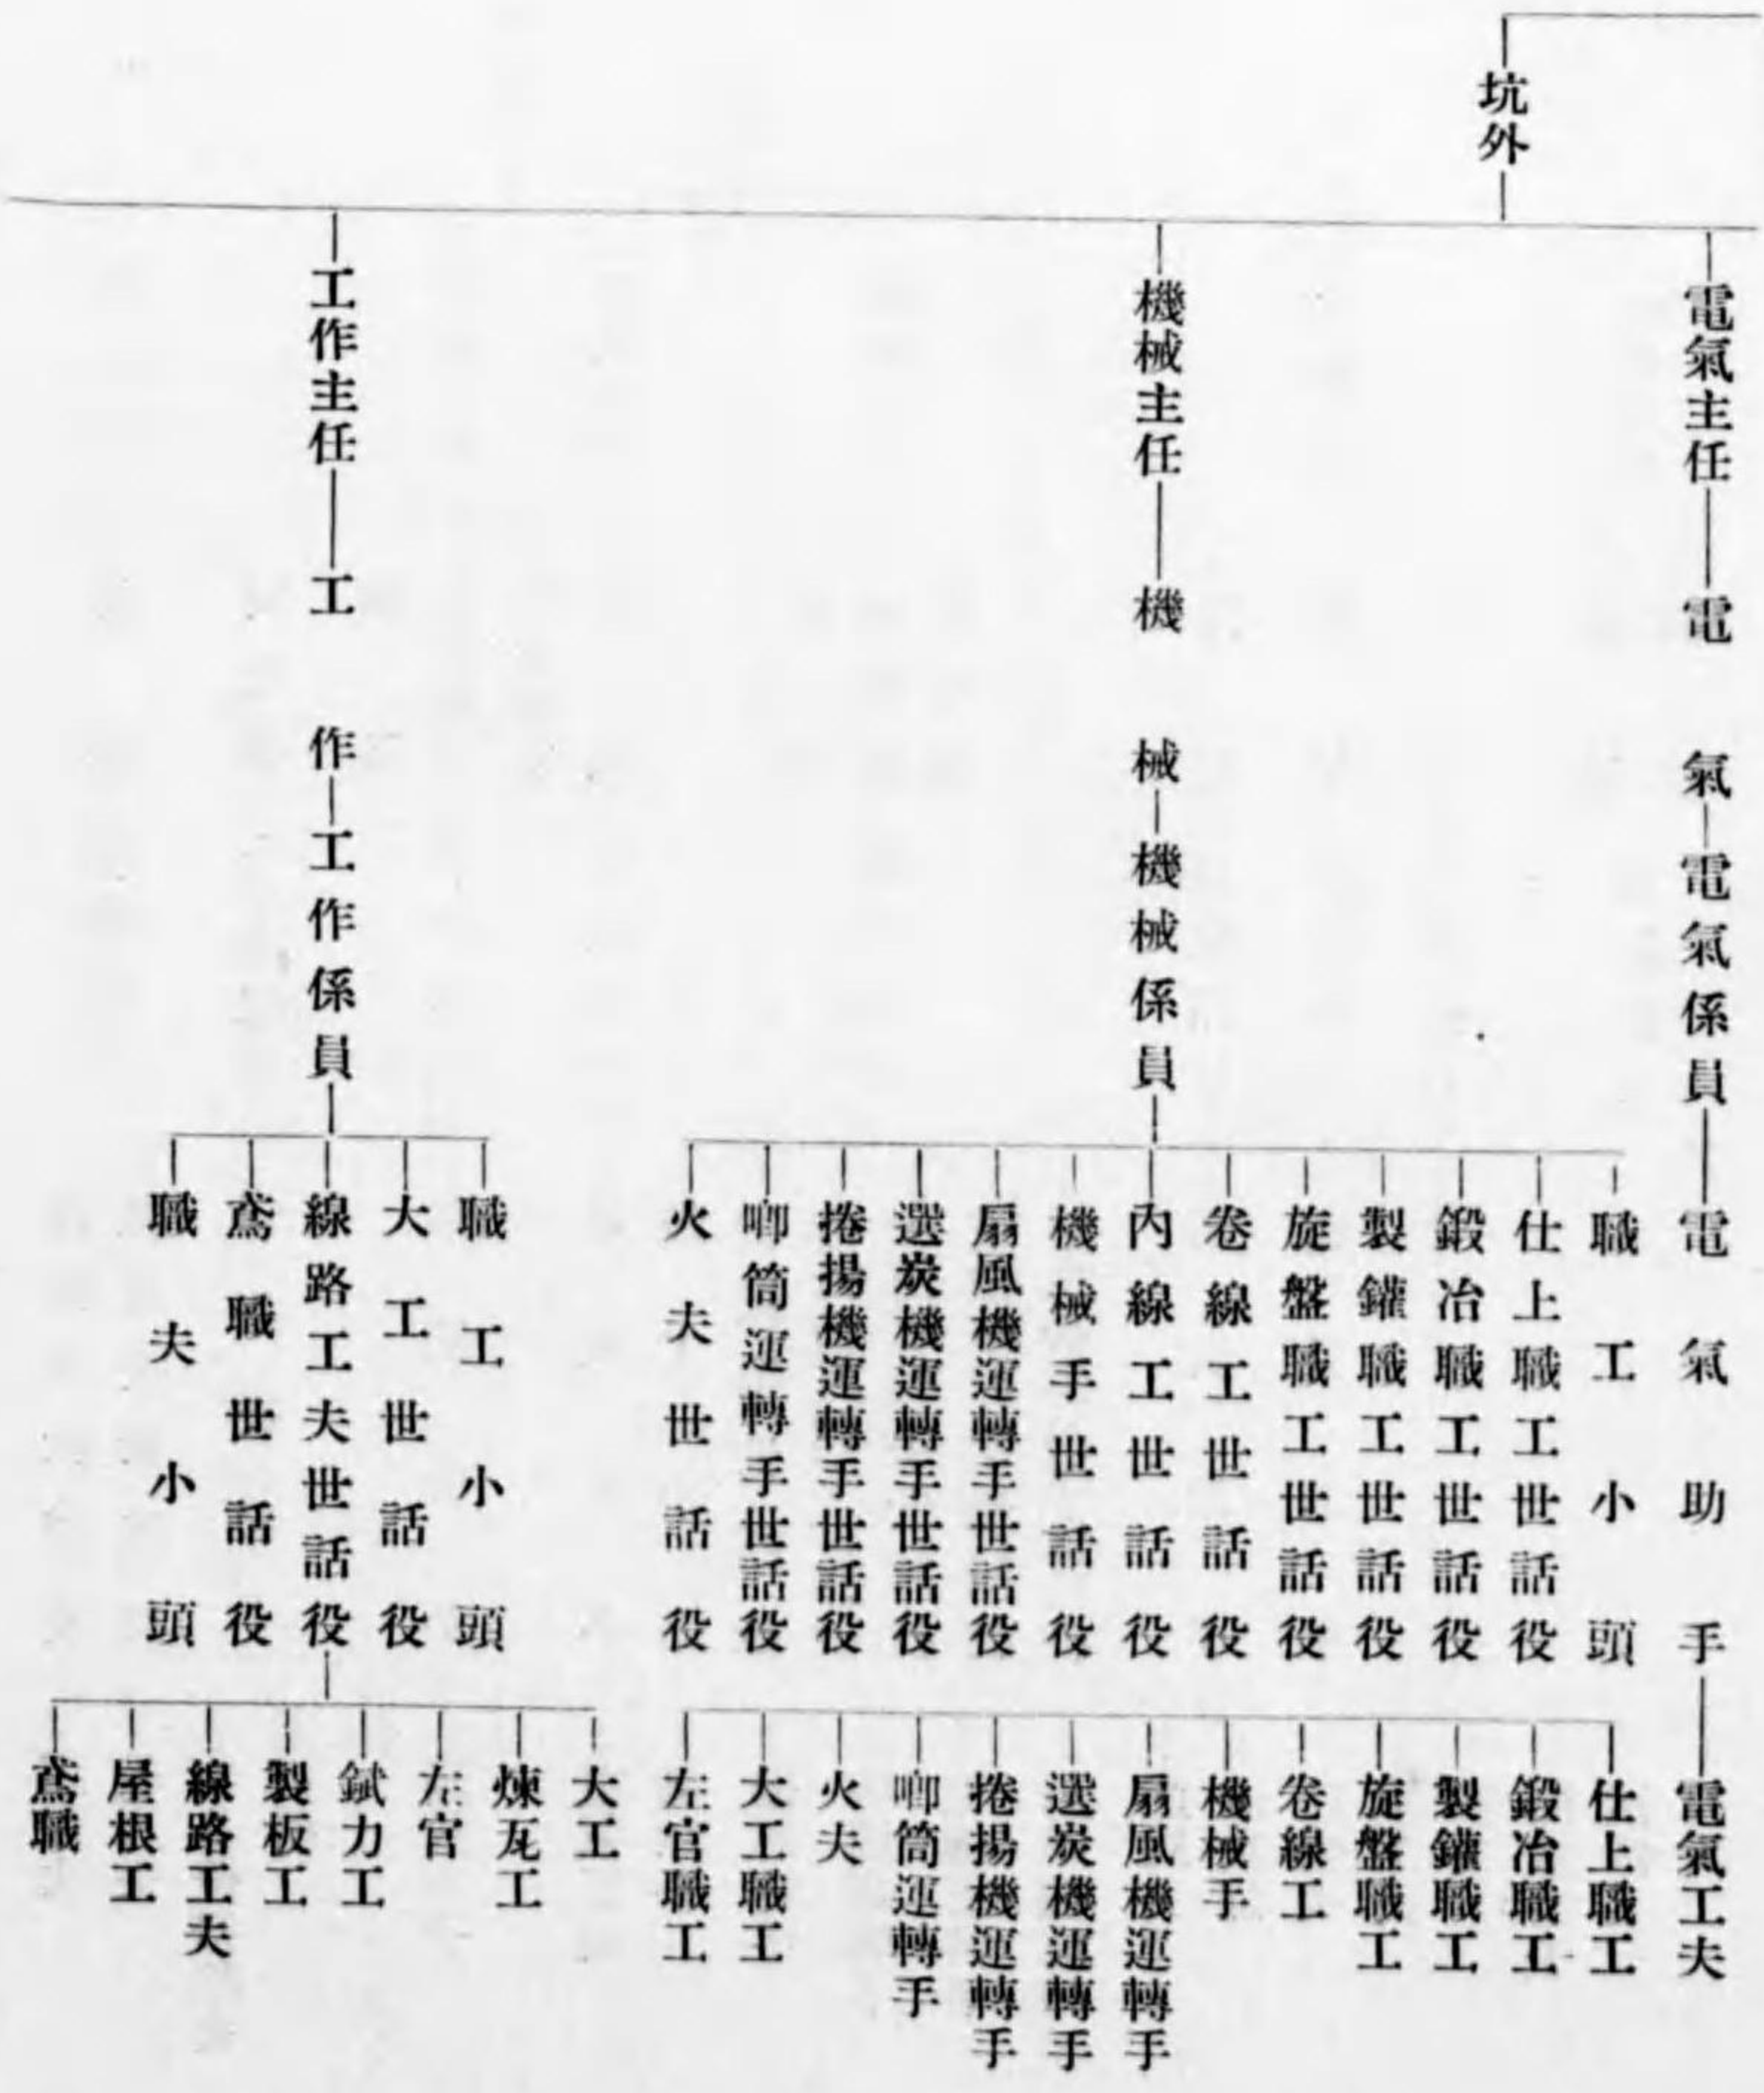 坑外
電氣主任
電氣
電氣係員
電氣助手
電氣工夫
機械主任
機械
機械係員
職工小頭
仕上職工世話役
鍛冶職工世話役
製鑵職工世話役
旋盤職工世話役
卷線工世話役
內線工世話役
機械手世話役
扇風機運轉手世話役
選炭機運轉手世話役
捲揚機運轉手世話役
喞筒運轉手世話役
火夫世話役
仕上職工
鍛冶職工
製鑵職工
旋盤職工
卷線工
機械手
扇風機運轉手
選炭機運轉手
捲揚機運轉手
喞筒運轉手
火夫
大工職工
左官職工
工作主任
工作
工作係員
職工小頭
大工世話役
線路工夫世話役
鳶職世話役
職夫小頭
大工
煉瓦工
左官
錻力工
製板工
線路工夫
屋根工
鳶職